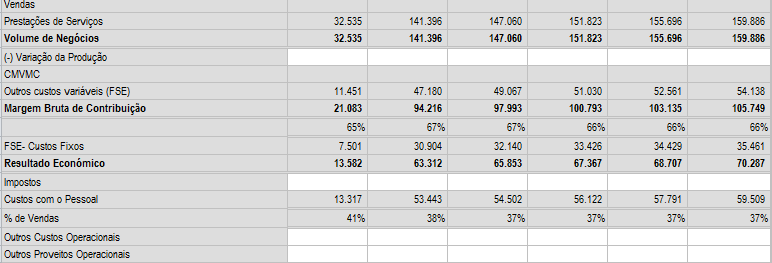 Vendas
Prestações de Serviços 32.535 141.396 147.060 151.823 155.696 159.886
Volume de Negócios 32.535 141.396 147.060 151.823 155.696 159.886
(-) Variação da Produção
CMVMC
Outros custos variáveis (FSE) 11.451 47.180 49.067 51.030 52.561 54.138
Margem Bruta de Contribuição 21.083 94.216 97.993 100.793 103.135 105.749
65% 67% 67% 66% 66% 66%
FSE- Custos Fixos 7.501 30.904 32.140 33.426 34.429 35.461
Resultado Económico 13.582 63.312 65.853 67.367 68.707 70.287
Impostos
Custos com o Pessoal 13.317 53.443 54.502 56.122 57.791 59.509
% de Vendas 41% 38% 37% 37% 37% 37%
Outros Custos Operacionais
Outros Proveitos Operacionais